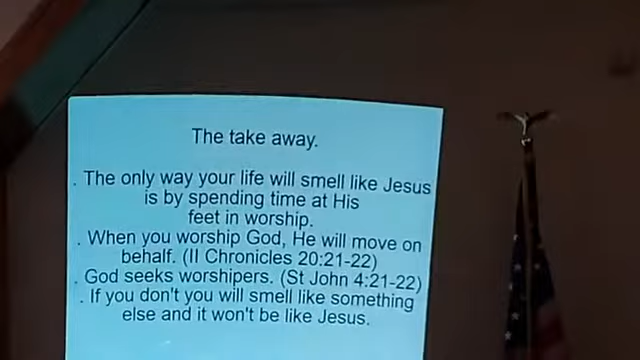 The take away.
. The only way your life will smell like Jesus
is by spending time at His
feet in worship.
. When you worship God, He will move on
behalf. (II Chronicles 20:21-22)
. God seeks worshipers. (St John 4:21-22)
. If you don't you will smell like something
else and it won't be like Jesus.